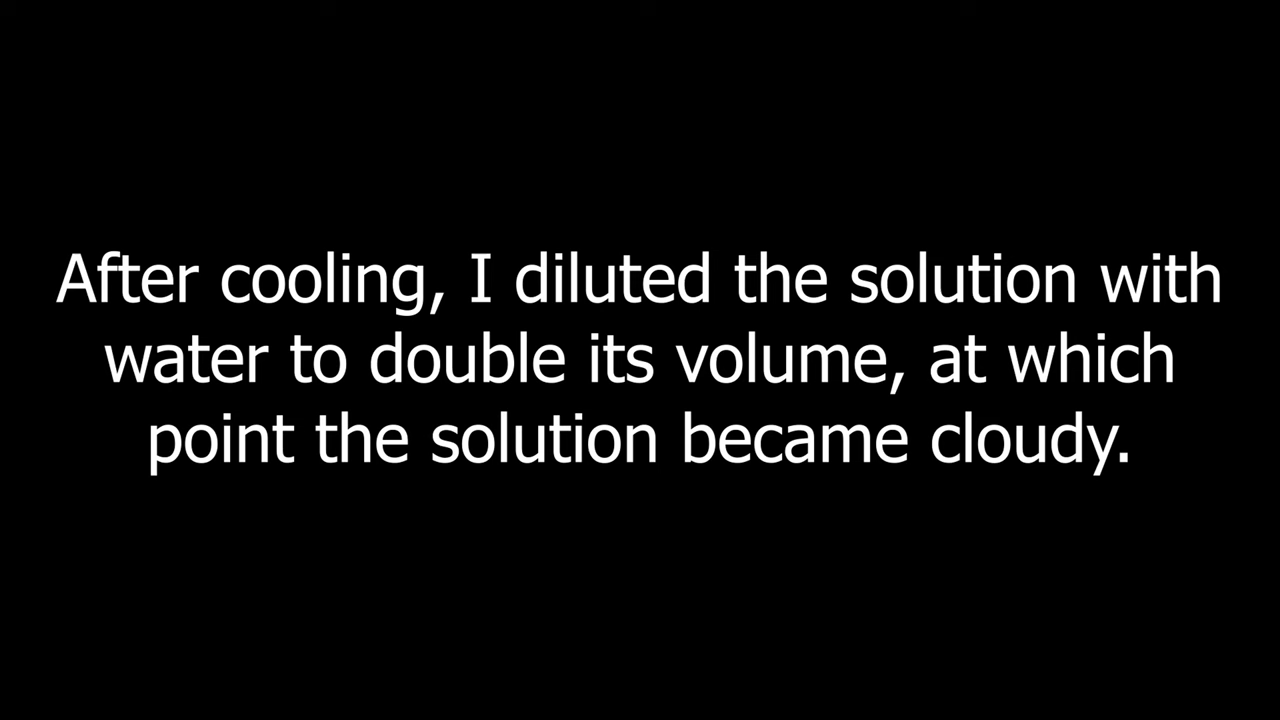 After cooling, I diluted the solution with
water to double its volume, at which
point the solution became cloudy.